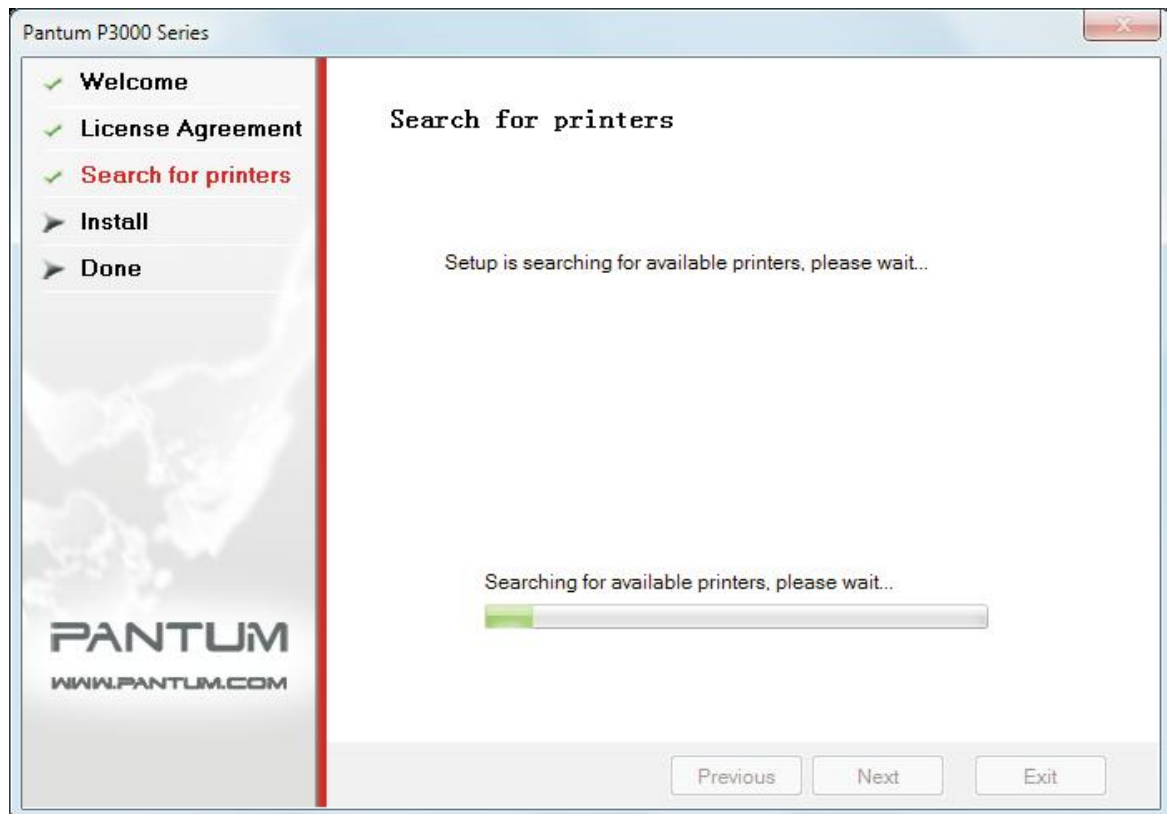 Pantum P3000 Series
Welcome
License Agreement
Search for printers
Install
Done
Search for printers
Setup is searching for available printers, please wait...
Searching for available printers, please wait...
PANTUM
WWW.PANTUM.COM
Previous Next Exit